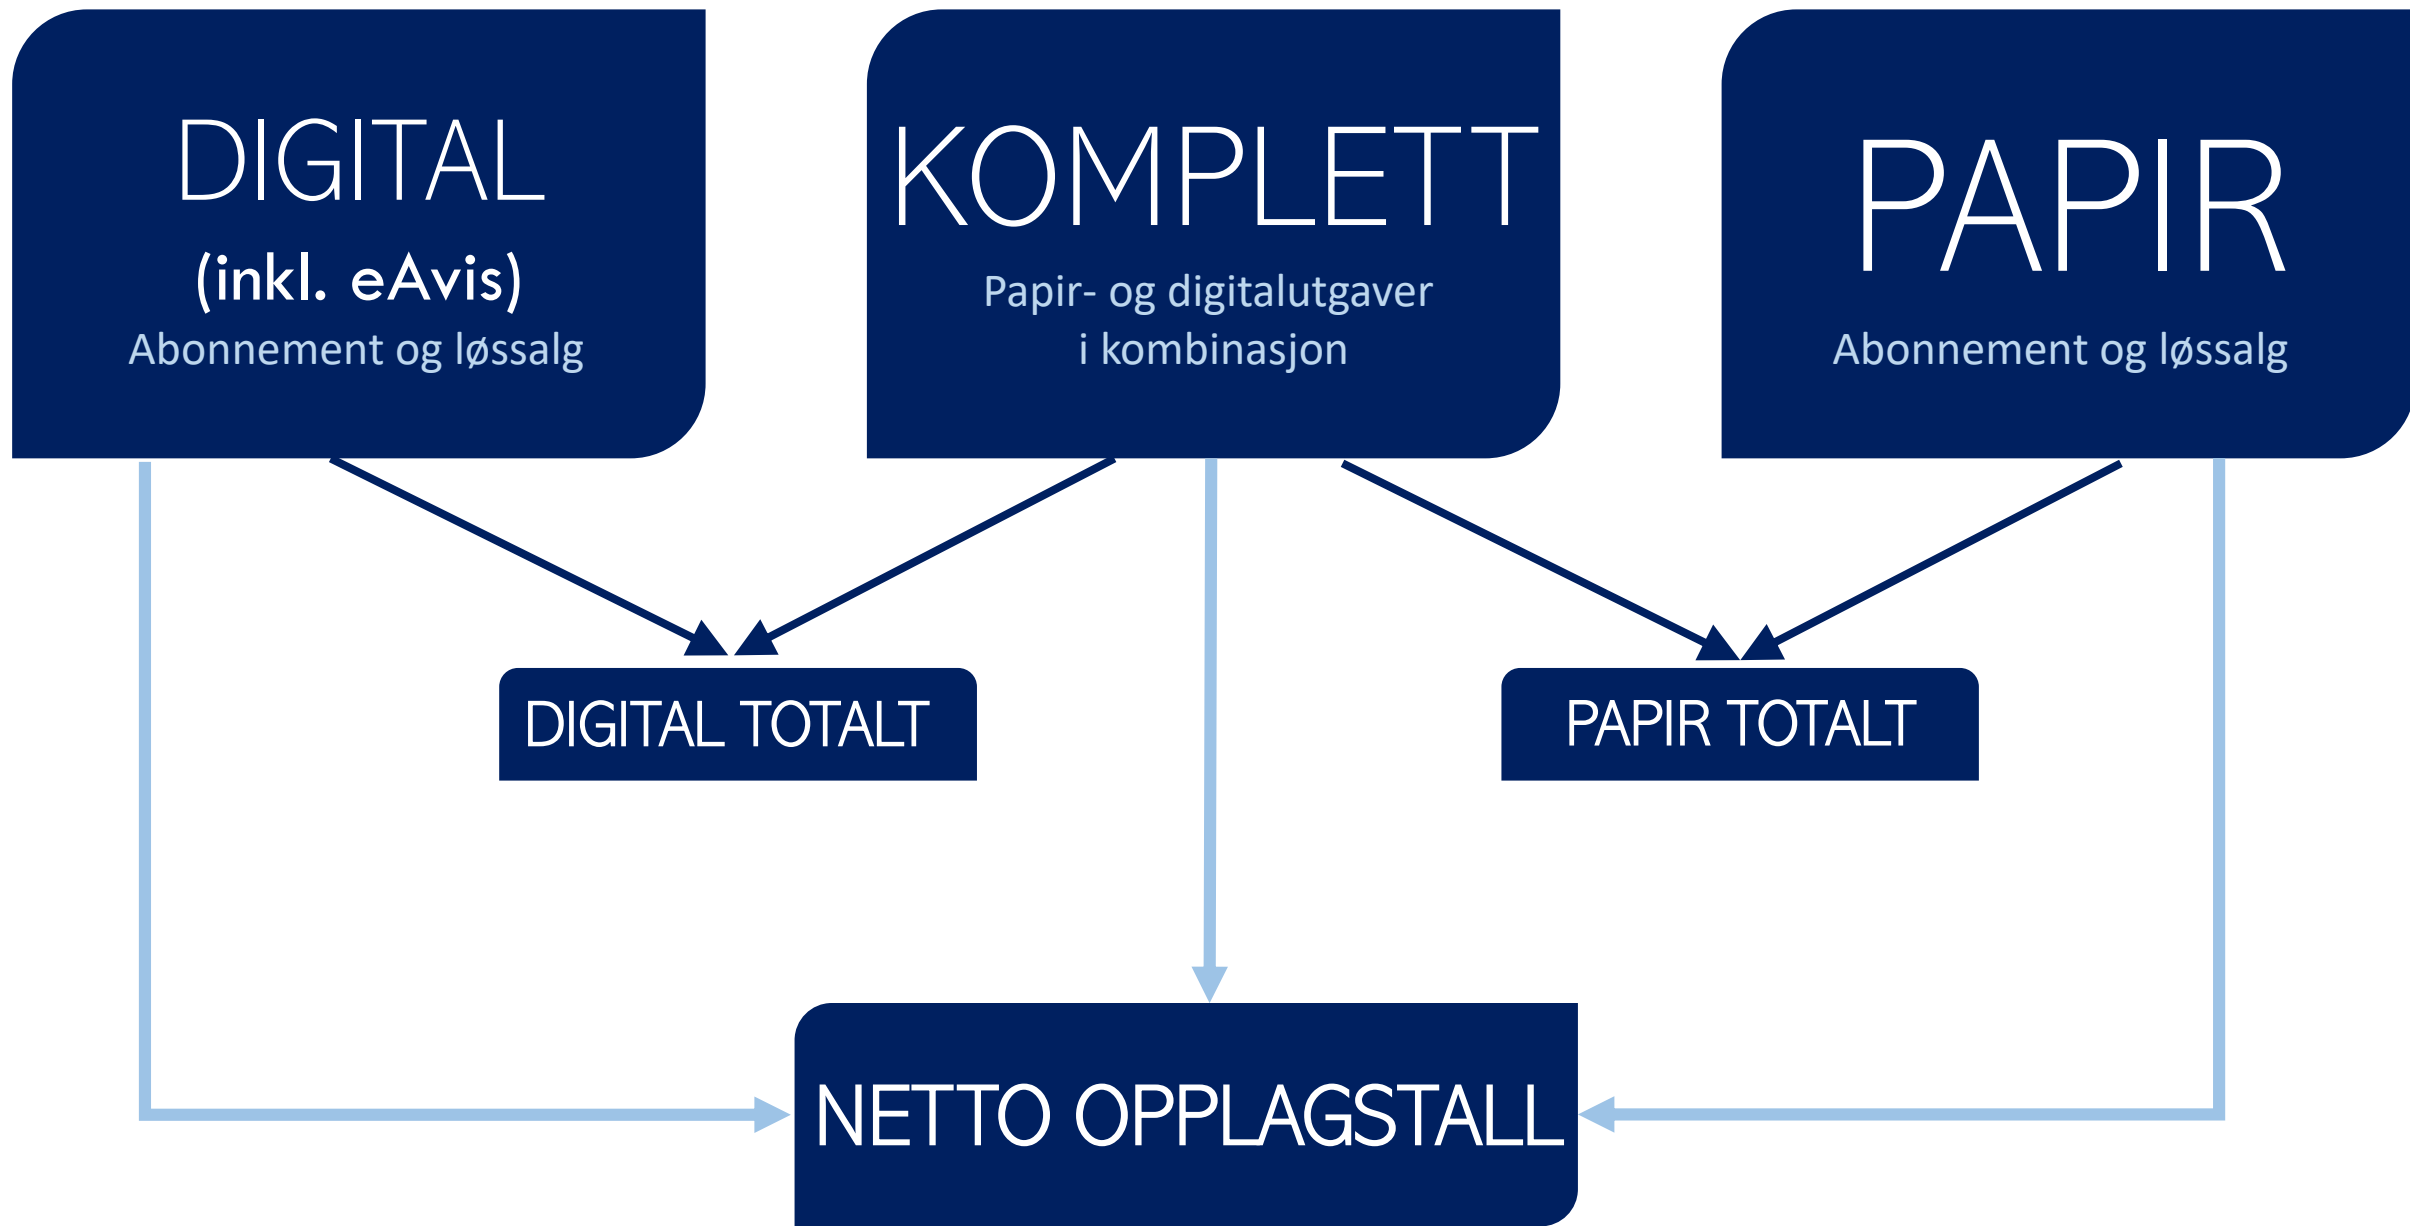 DIGITAL
(inkl. eAvis)
Abonnement og løssalg
KOMPLETT
Papir- og digitalutgaver
i kombinasjon
PAPIR
Abonnement og løssalg
DIGITAL TOTALT
PAPIR TOTALT
NETTO OPPLAGSTALL